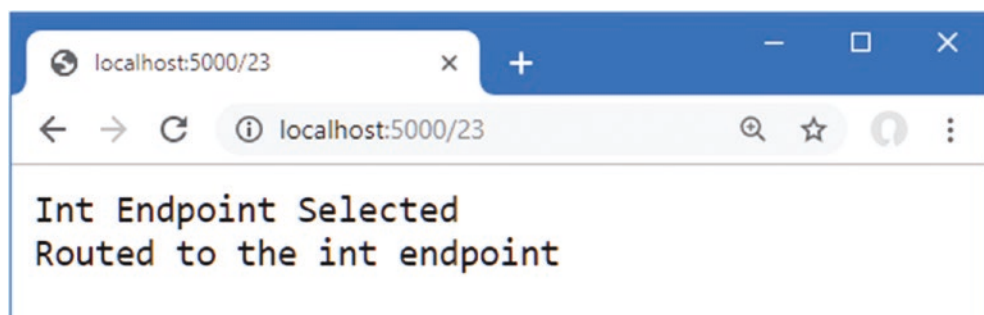 localhost:5000/23
localhost:5000/23
Int Endpoint Selected
Routed to the int endpoint